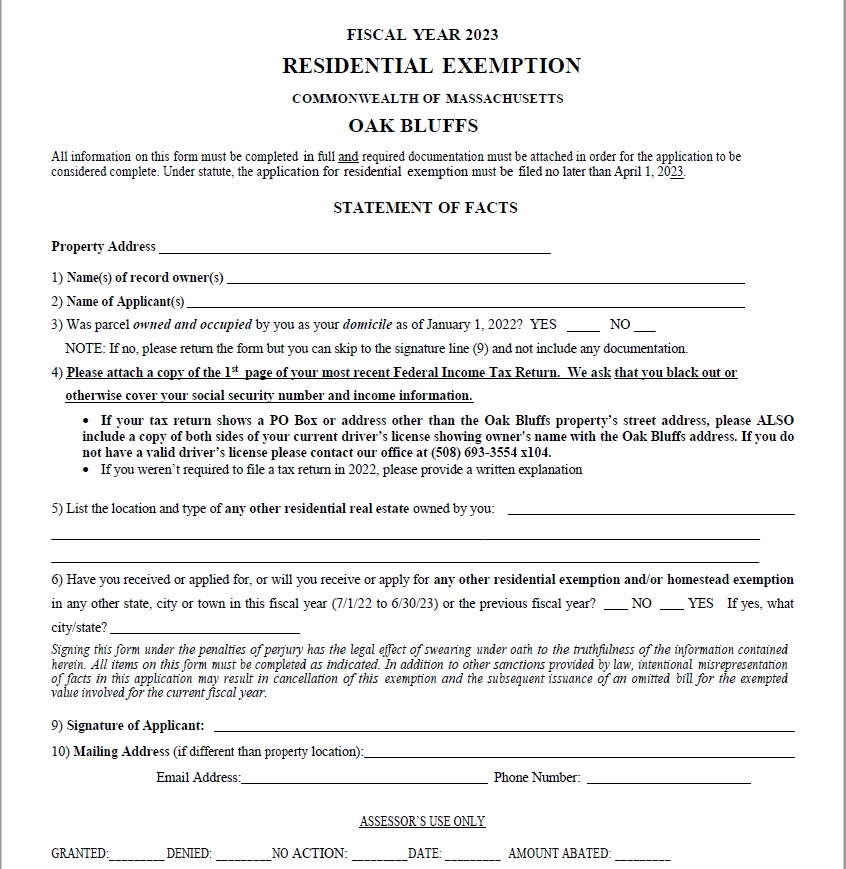 FISCAL YEAR 2023
RESIDENTIAL EXEMPTION
COMMONWEALTH OF MASSACHUSETTS
OAK BLUFFS
All information on this form must be completed in full and required documentation must be attached in order for the application to be
considered complete. Under statute, the application for residential exemption must be filed no later than April 1, 2023.
STATEMENT OF FACTS
Property Address ____
1) Name(s) of record owner(s) ____
2) Name of Applicant(s) ____
3) Was parcel owned and occupied by you as your domicile as of January 1, 2022? YES ____ NO ___
NOTE: If no, please return the form but you can skip to the signature line (9) and not include any documentation.
4) Please attach a copy of the 1st page of your most recent Federal Income Tax Return. We ask that you black out or
otherwise cover your social security number and income information.
• If your tax return shows a PO Box or address other than the Oak Bluffs property's street address, please ALSO
include a copy of both sides of your current driver's license showing owner's name with the Oak Bluffs address. If you do
not have a valid driver's license please contact our office at (508) 693-3554 x104.
• If you weren't required to file a tax return in 2022, please provide a written explanation
5) List the location and type of any other residential real estate owned by you: ____
6) Have you received or applied for, or will you receive or apply for any other residential exemption and/or homestead exemption
in any other state, city or town in this fiscal year (7/1/22 to 6/30/23) or the previous fiscal year? ___ NO ___ YES If yes, what
city/state? ____
Signing this form under the penalties of perjury has the legal effect of swearing under oath to the truthfulness of the information contained
herein. All items on this form must be completed as indicated. In addition to other sanctions provided by law, intentional misrepresentation
of facts in this application may result in cancellation of this exemption and the subsequent issuance of an omitted bill for the exempted
value involved for the current fiscal year.
9) Signature of Applicant: ____
10) Mailing Address (if different than property location):____
Email Address:____ Phone Number: ____
ASSESSOR'S USE ONLY
GRANTED:________ DENIED: ________NO ACTION: ________DATE: ________ AMOUNT ABATED: ________